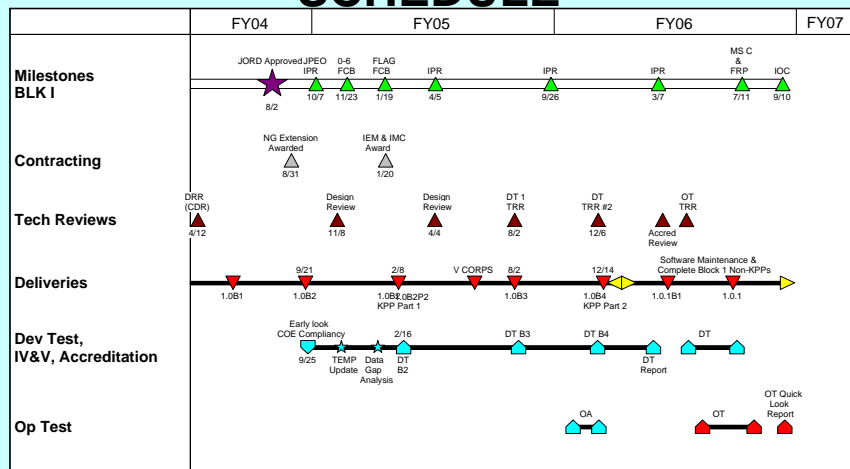 SCHEDULE
FY04 FY05 FY06 FY07
Milestones
BLK I
JORD Approved
8/2
JPEO
IPR
10/7
0-6
FCB
11/23
FLAG
FCB
1/19
IPR
4/5
IPR
9/26
IPR
3/7
MS C
&
FRP
7/11
IOC
9/10
Contracting
NG Extension
Awarded
8/31
IEM & IMC
Award
1/20
Tech Reviews
DRR
(CDR)
4/12
Design
Review
11/8
Design
Review
4/4
DT 1
TRR
8/2
DT
TRR #2
12/6
Accred
Review
OT
TRR
Deliveries
1.0B1
9/21
1.0B2
2/8
1.0B2P2
KPP Part 1
V CORPS
8/2
1.0B3
12/14
1.0B4
KPP Part 2
Software Maintenance &
Complete Block 1 Non-KPPs
1.0.1B1
1.0.1
Dev Test,
IV&V, Accreditation
Early look
COE Compliancy
9/25
TEMP
Update
Data
Gap
Analysis
2/16
DT
B2
DT B3
DT B4
DT
Report
DT
Op Test
OA
OT
OT Quick
Look
Report